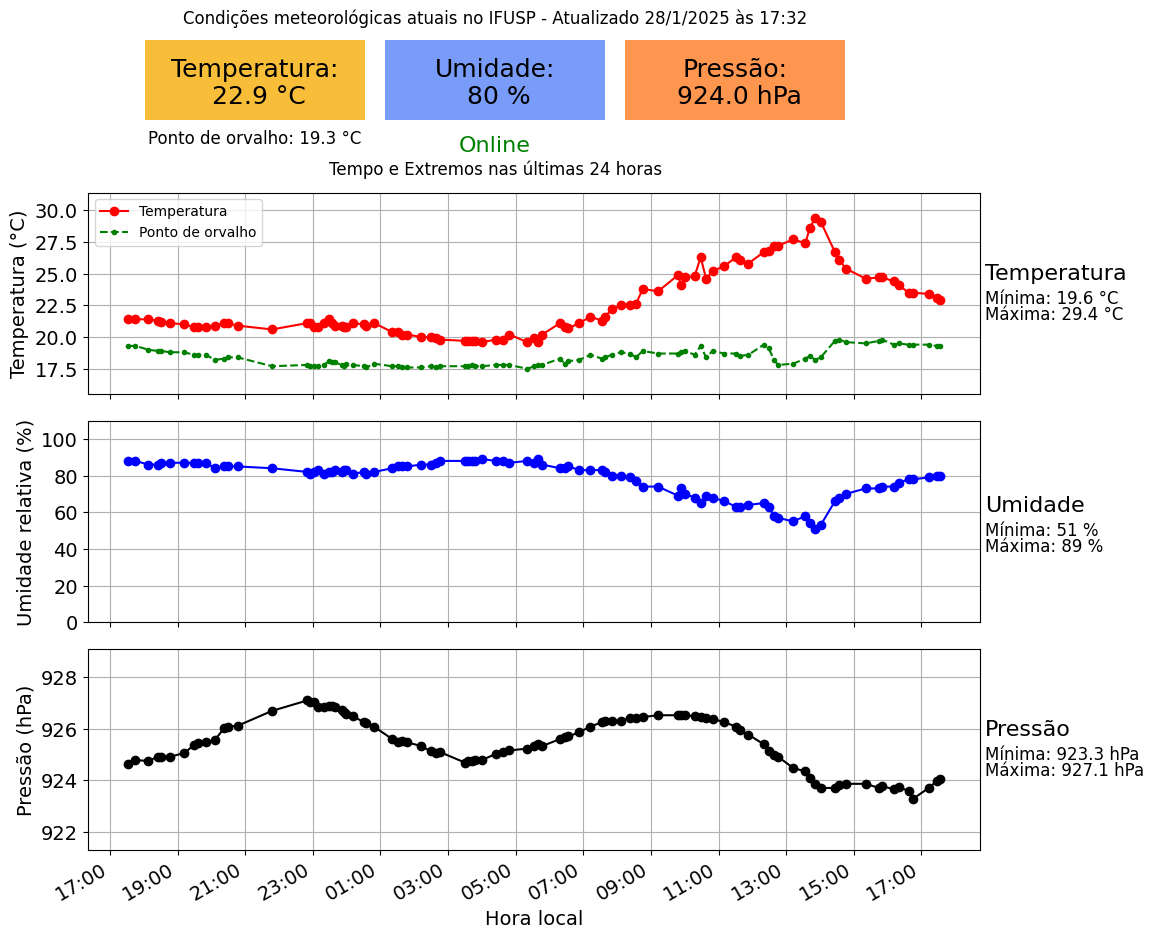 Condições meteorológicas atuais no IFUSP - Atualizado 28/1/2025 às 17:32
Temperatura:
22.9 °C
Umidade:
80 %
Pressão:
924.0 hPa
Ponto de orvalho: 19.3 °C
Online
Tempo e Extremos nas últimas 24 horas
Temperatura (°C)
30.0
27.5
25.0
22.5
20.0
17.5
Temperatura
Ponto de orvalho
Temperatura
Mínima: 19.6 °C
Máxima: 29.4 °C
Umidade relativa (%)
100
80
60
40
20
0
Umidade
Mínima: 51 %
Máxima: 89 %
Pressão (hPa)
928
926
924
922
Pressão
Mínima: 923.3 hPa
Máxima: 927.1 hPa
17:00
19:00
21:00
23:00
01:00
03:00
05:00
07:00
09:00
11:00
13:00
15:00
17:00
Hora local